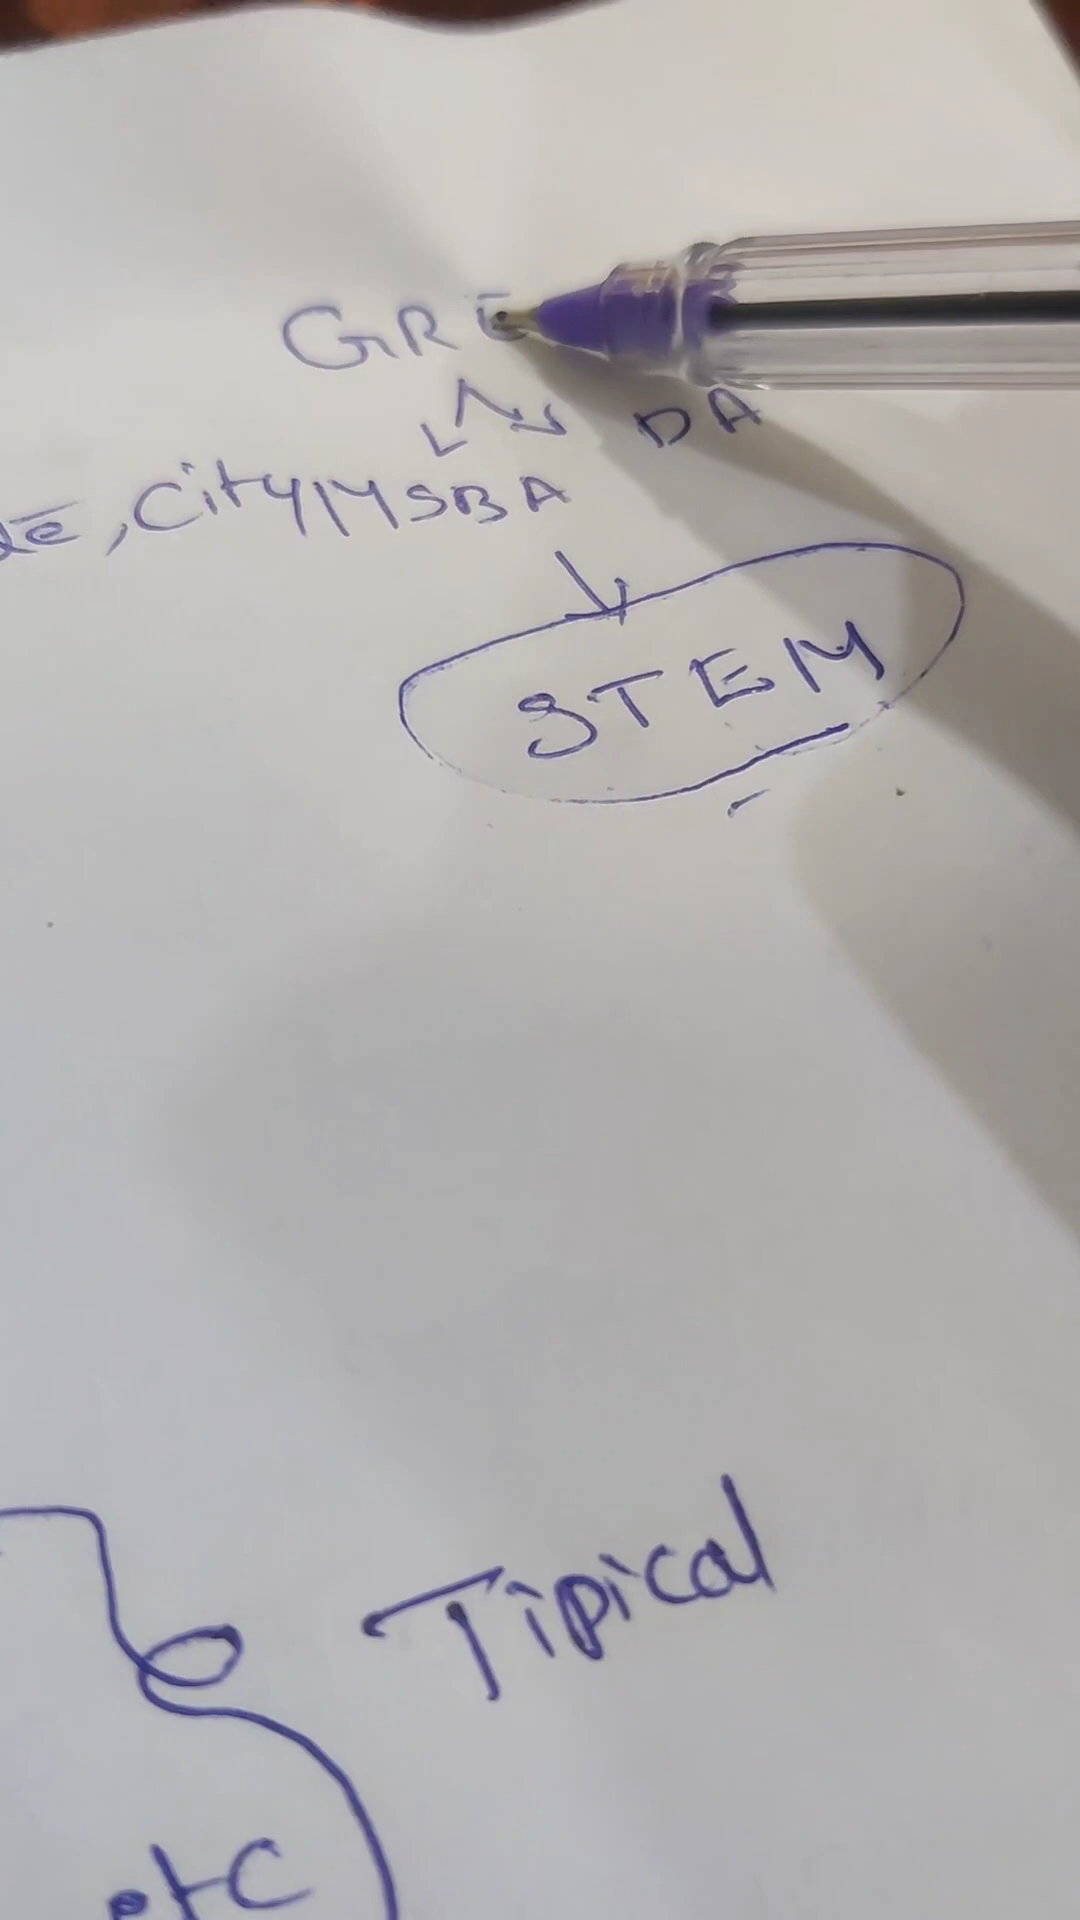 GRE
DA
, City MSBA
STEM
Tipical
etc